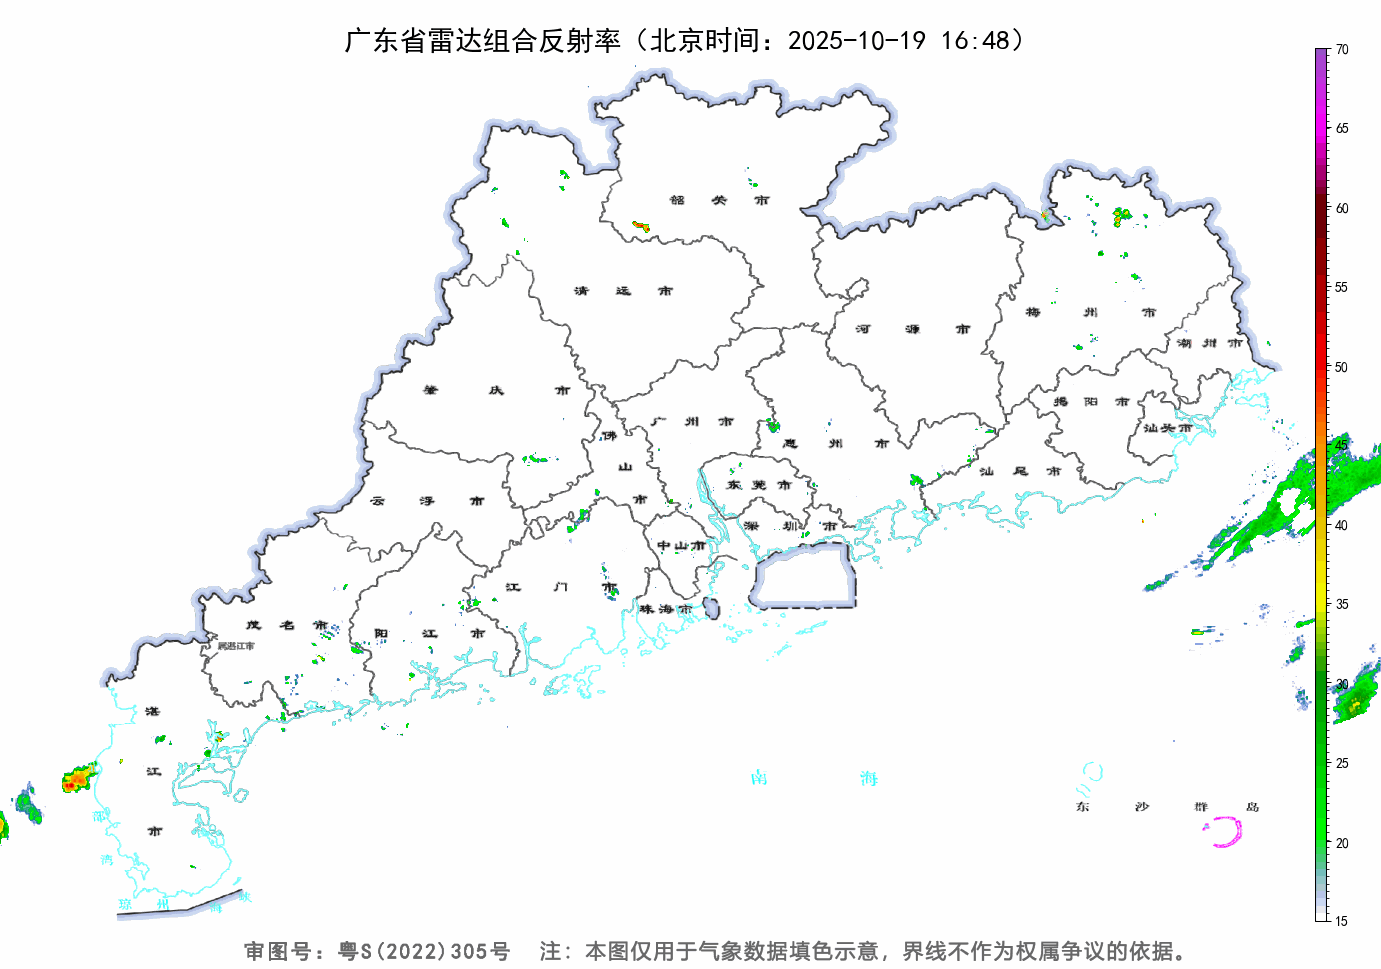 广东省雷达组合反射率（北京时间：2025-10-19 16:48）
70
65
60
55
50
45
40
35
30
25
20
15
韶关市
清远市
河源市
梅州市
潮州市
肇庆市
揭阳市
广州市
佛山市
惠州市
汕头市
汕尾市
东莞市
云浮市
深圳市
中山市
江门市
珠海市
茂名市
阳江市
属湛江市
湛江市
南海
东沙群岛
部湾
琼州海峡
审图号：粤S(2022)305号 注：本图仅用于气象数据填色示意，界线不作为权属争议的依据。